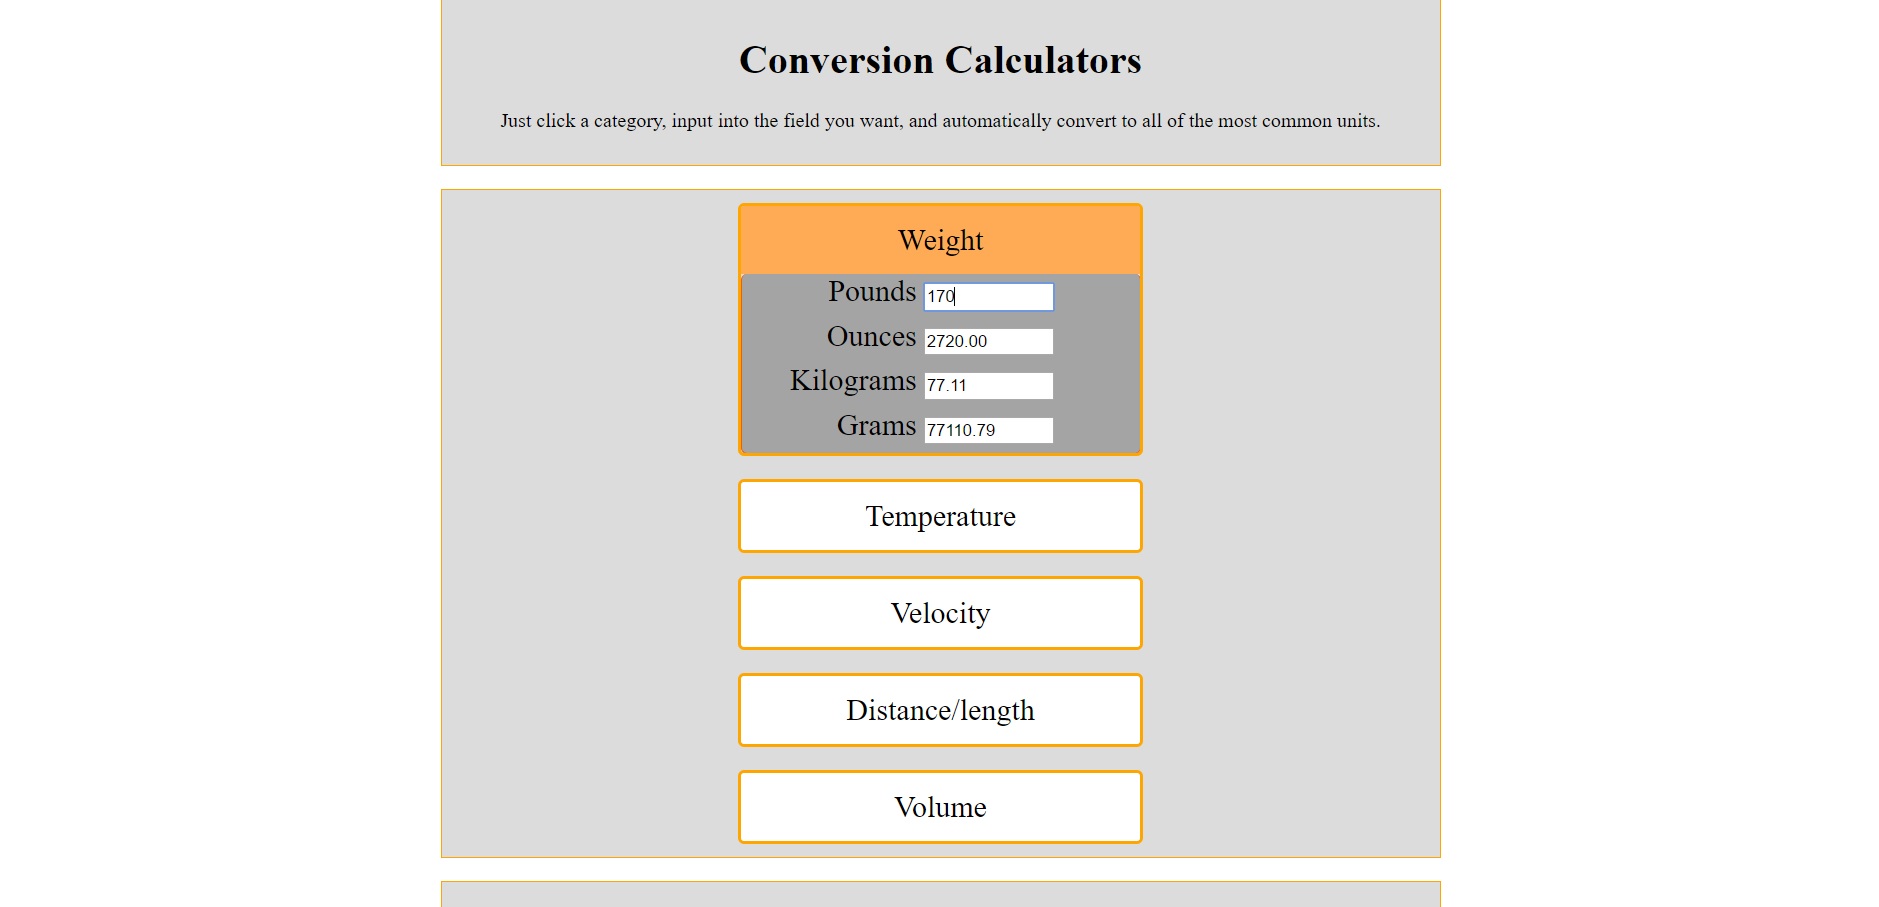 Conversion Calculators
Just click a category, input into the field you want, and automatically convert to all of the most common units.
Weight
Pounds 170
Ounces 2720.00
Kilograms 77.11
Grams 77110.79
Temperature
Velocity
Distance/length
Volume